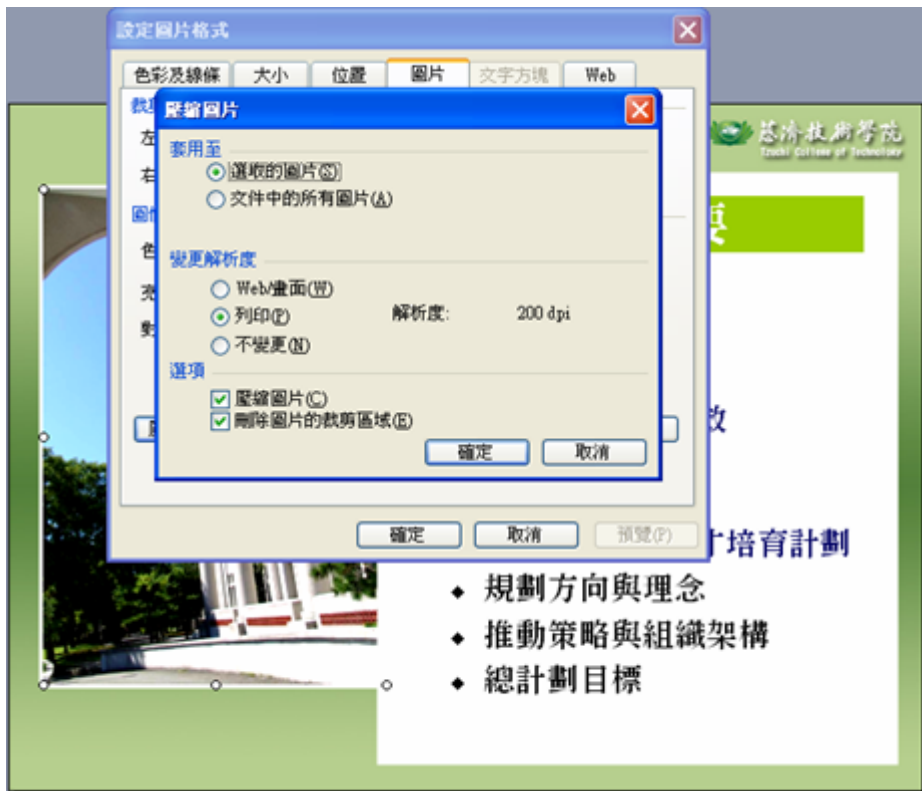 設定圖片格式
色彩及線條 大小 位置 圖片 文字方塊 Web
壓縮圖片
慈濟技術學院
Tzuchi College of Technology
左
套用至
選取的圖片(S)
右
文件中的所有圖片(A)
要
色
變更解析度
Web/畫面(W)
列印(P) 解析度: 200 dpi
對
不變更(N)
選項
壓縮圖片(C)
刪除圖片的裁剪區域(E)
確定 取消
確定 取消 預覽(P)
才培育計劃
規劃方向與理念
推動策略與組織架構
總計劃目標